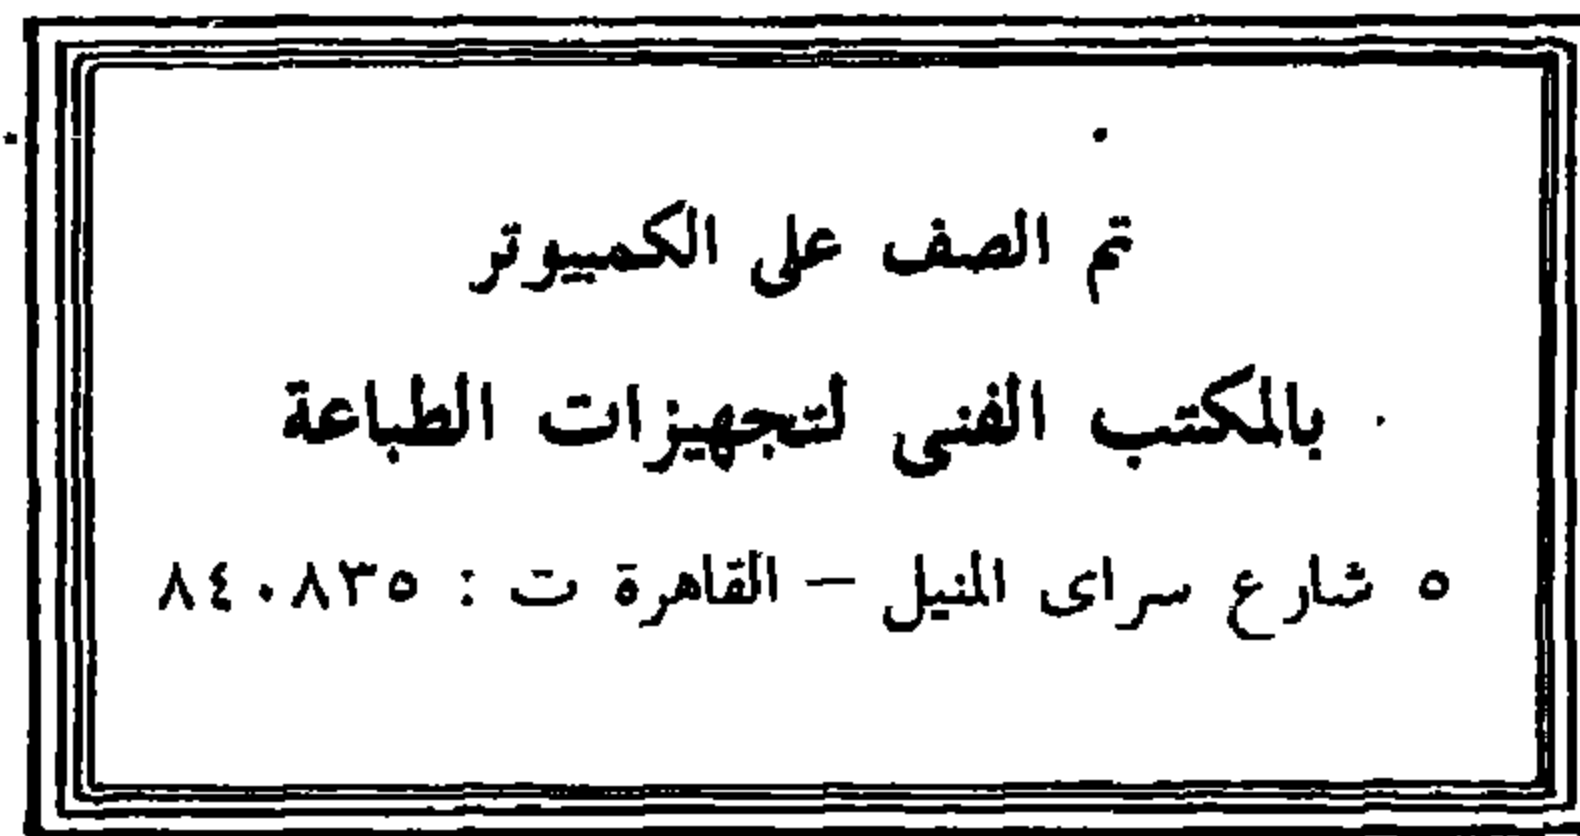 تم الصف على الكمبيوتر
بالمكتب الفنى لتجهيزات الطباعة
٥ شارع سراى المنيل – القاهرة ت : ٨٤٠٨٣٥